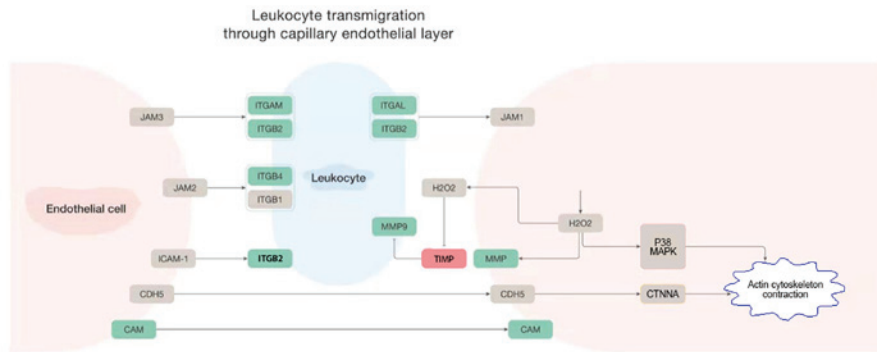 Leukocyte transmigration
through capillary endothelial layer
JAM3
ITGAM
ITGB2
ITGAL
ITGB2
JAM1
JAM2
ITGB4
ITGB1
Leukocyte
H2O2
Endothelial cell
MMP9
H2O2
P38
MAPK
ICAM-1
ITGB2
TIMP
MMP
CDH5
CDH5
CTNNA
Actin cytoskeleton
contraction
CAM
CAM